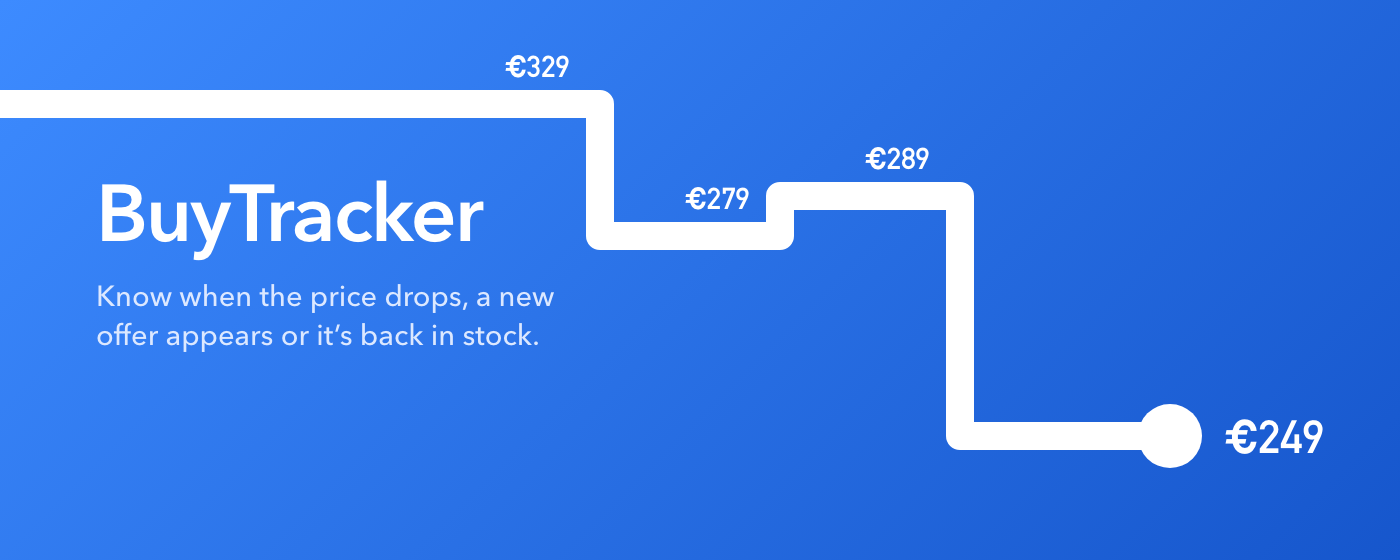 €329
€289
€279
BuyTracker
Know when the price drops, a new
offer appears or it’s back in stock.
€249